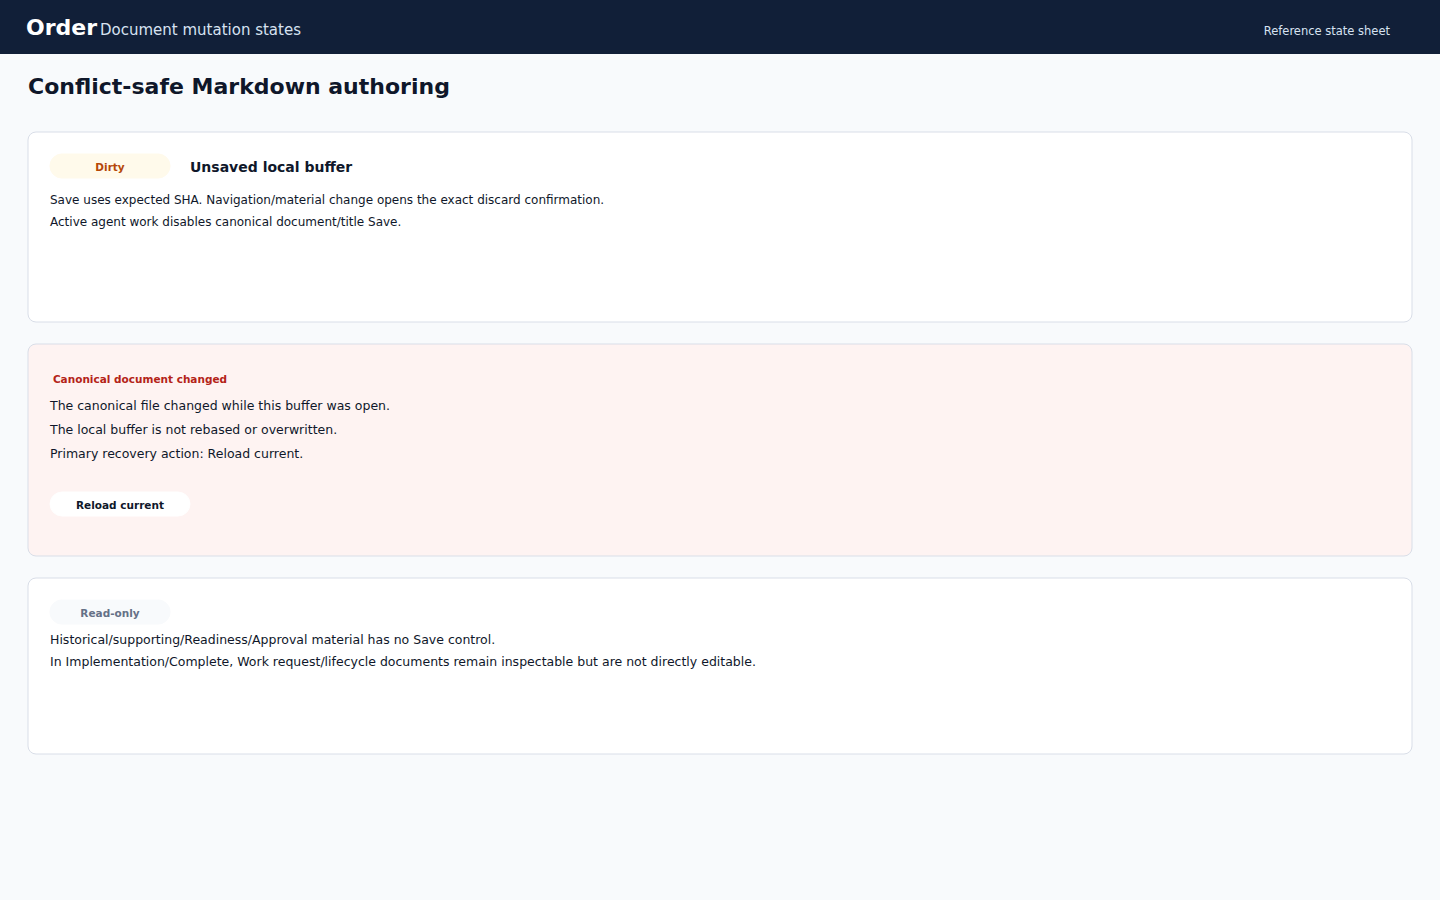 Order Document mutation states
Reference state sheet
Conflict-safe Markdown authoring
Dirty
Unsaved local buffer
Save uses expected SHA. Navigation/material change opens the exact discard confirmation.
Active agent work disables canonical document/title Save.
Canonical document changed
The canonical file changed while this buffer was open.
The local buffer is not rebased or overwritten.
Primary recovery action: Reload current.
Reload current
Read-only
Historical/supporting/Readiness/Approval material has no Save control.
In Implementation/Complete, Work request/lifecycle documents remain inspectable but are not directly editable.